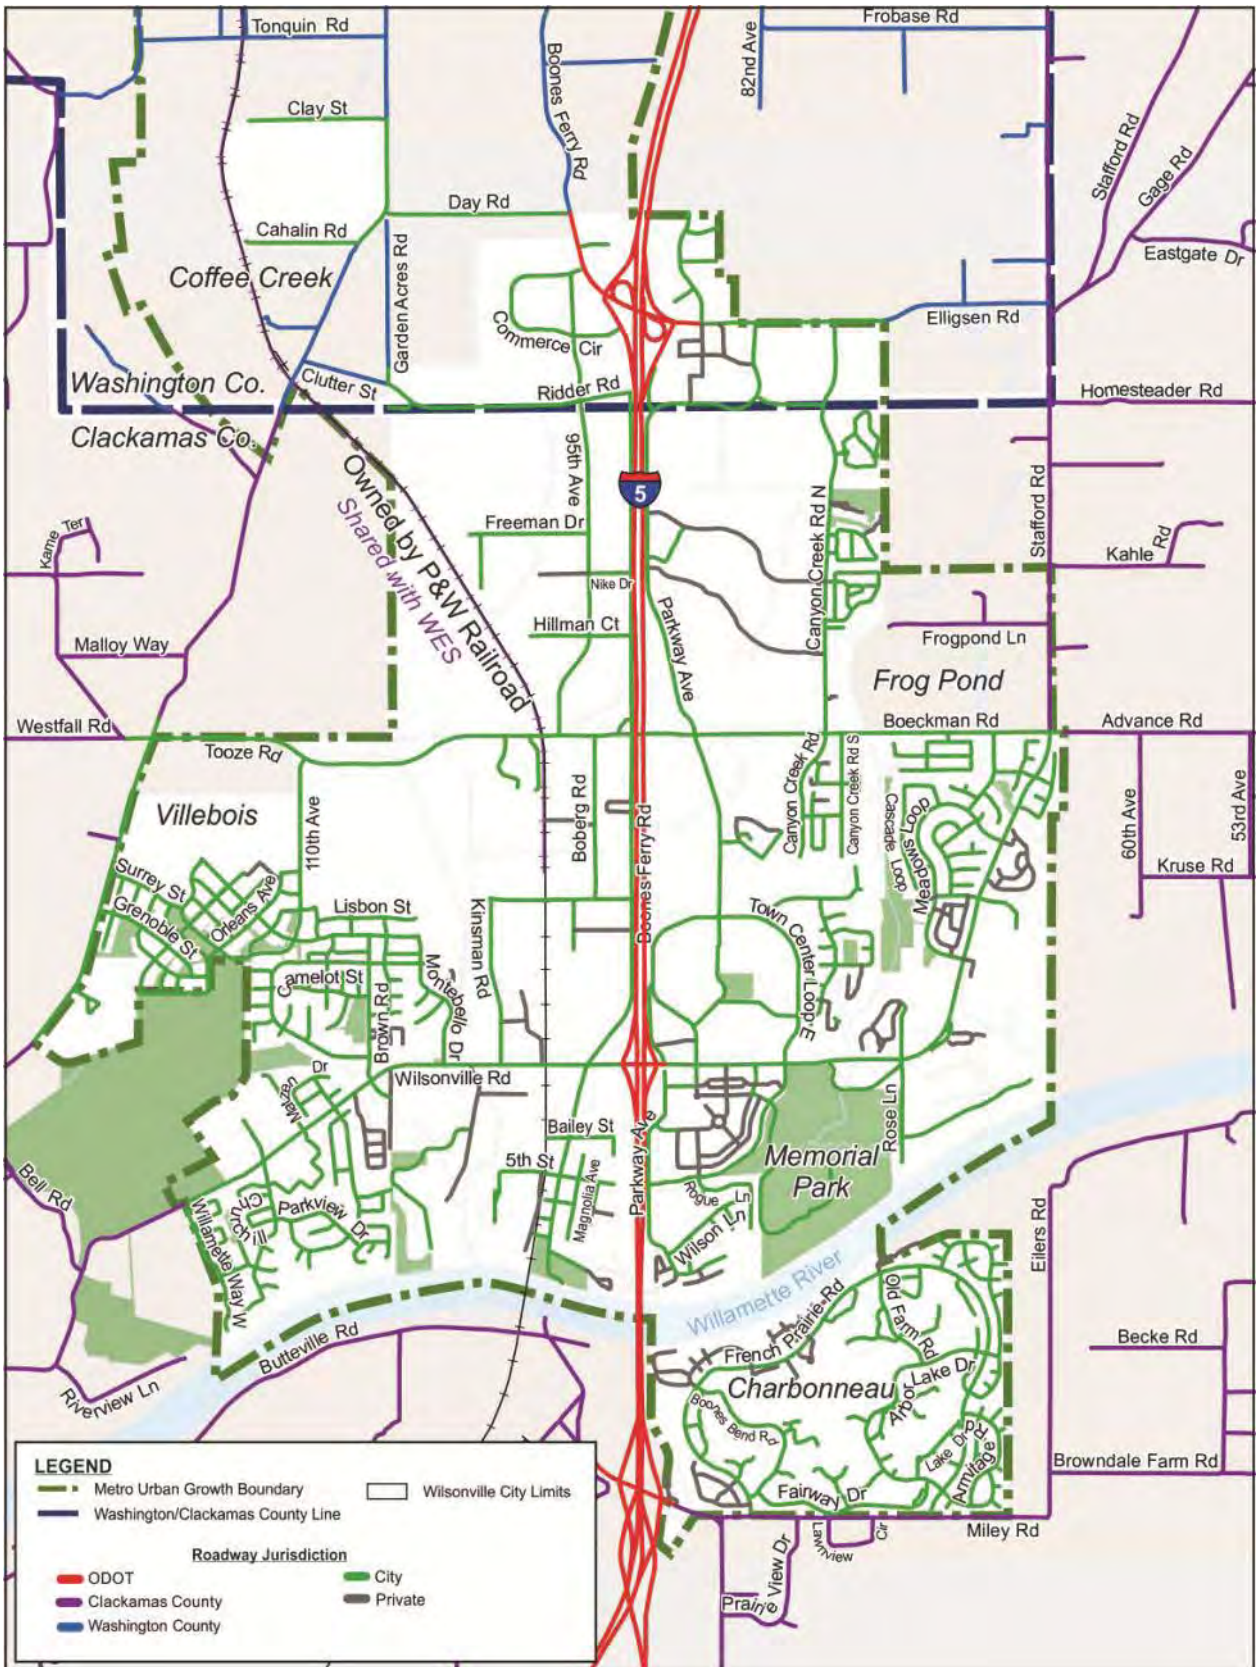 Tonquin Rd
Frobase Rd
82nd Ave
Boones Ferry Rd
Clay St
Stafford Rd
Gage Rd
Day Rd
Cahalin Rd
Eastgate Dr
Coffee Creek
Garden Acres Rd
Elligsen Rd
Commerce Cir
Washington Co.
Clutter St
Ridder Rd
Homesteader Rd
Clackamas Co.
Owned by P&W Railroad
Shared with WES
95th Ave
5
Canyon Creek Rd N
Stafford Rd
Freeman Dr
Kame Ter
Kahle Rd
Nike Dr
Parkway Ave
Hillman Ct
Malloy Way
Frogpond Ln
Frog Pond
Westfall Rd
Boeckman Rd
Advance Rd
Tooze Rd
Canyon Creek Rd
Canyon Creek Rd S
Villebois
110th Ave
Boberg Rd
Boones Ferry Rd
Cascade Loop
Meadows Loop
60th Ave
53rd Ave
Kruse Rd
Surrey St
Orleans Ave
Grenoble St
Lisbon St
Kinsman Rd
Town Center Loop E
Camelot St
Montebello Dr
Brown Rd
Matzen Dr
Wilsonville Rd
Rose Ln
Bailey St
Parkway Ave
5th St
Magnolia Ave
Memorial
Park
Bell Rd
Rogue Ln
Wilson Ln
Churchill
Parkview Dr
Willamette Way W
Eilers Rd
Willamette River
Old Farm Rd
French Prairie Rd
Butteville Rd
Becke Rd
Riverview Ln
Charbonneau
Arbor Lake Dr
Boones Bend Rd
Lake Dr
Armitage Rd
Browndale Farm Rd
Fairway Dr
Miley Rd
Lawnview Cir
Prairie View Dr
LEGEND
Metro Urban Growth Boundary
Wilsonville City Limits
Washington/Clackamas County Line
Roadway Jurisdiction
ODOT
City
Clackamas County
Private
Washington County